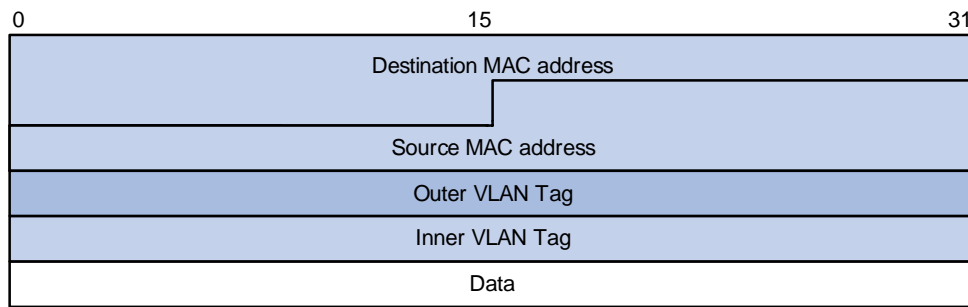 0 15 31
Destination MAC address
Source MAC address
Outer VLAN Tag
Inner VLAN Tag
Data